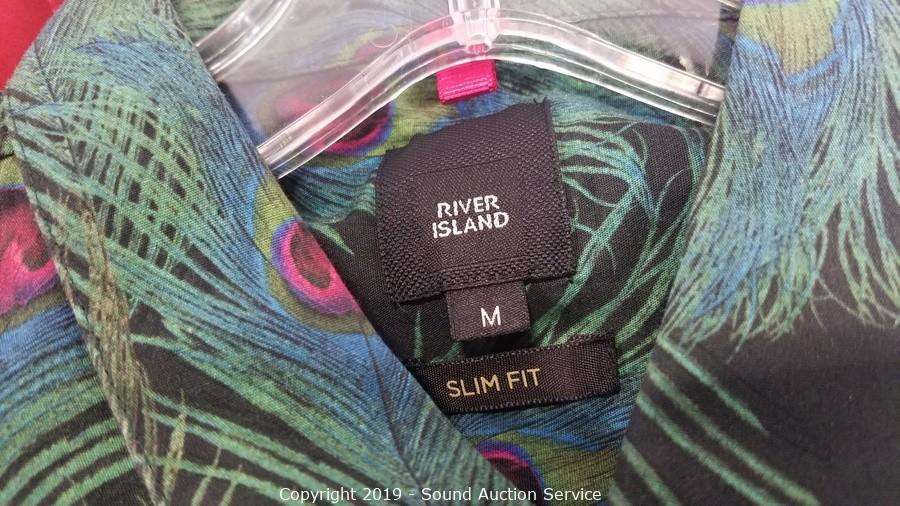 RIVER
ISLAND
M
SLIM FIT
Copyright 2019 - Sound Auction Service